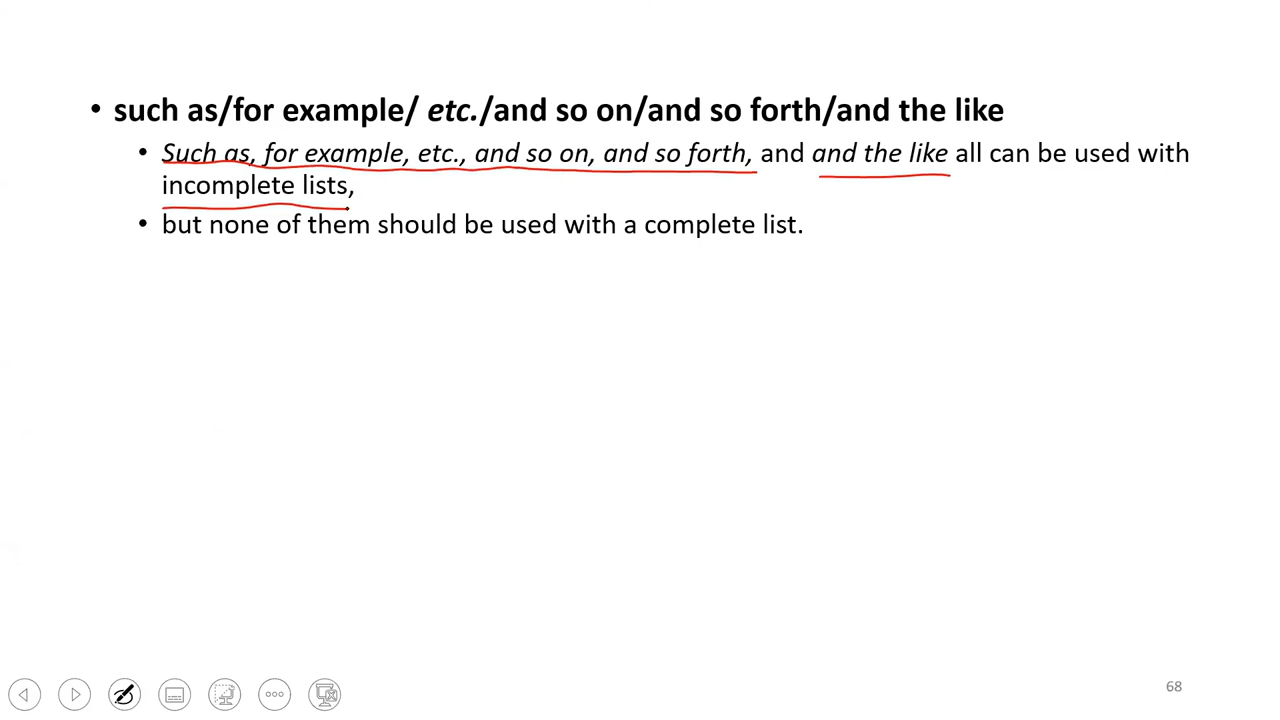 • such as/for example/ etc./and so on/and so forth/and the like
• Such as, for example, etc., and so on, and so forth, and and the like all can be used with
incomplete lists,
• but none of them should be used with a complete list.
68